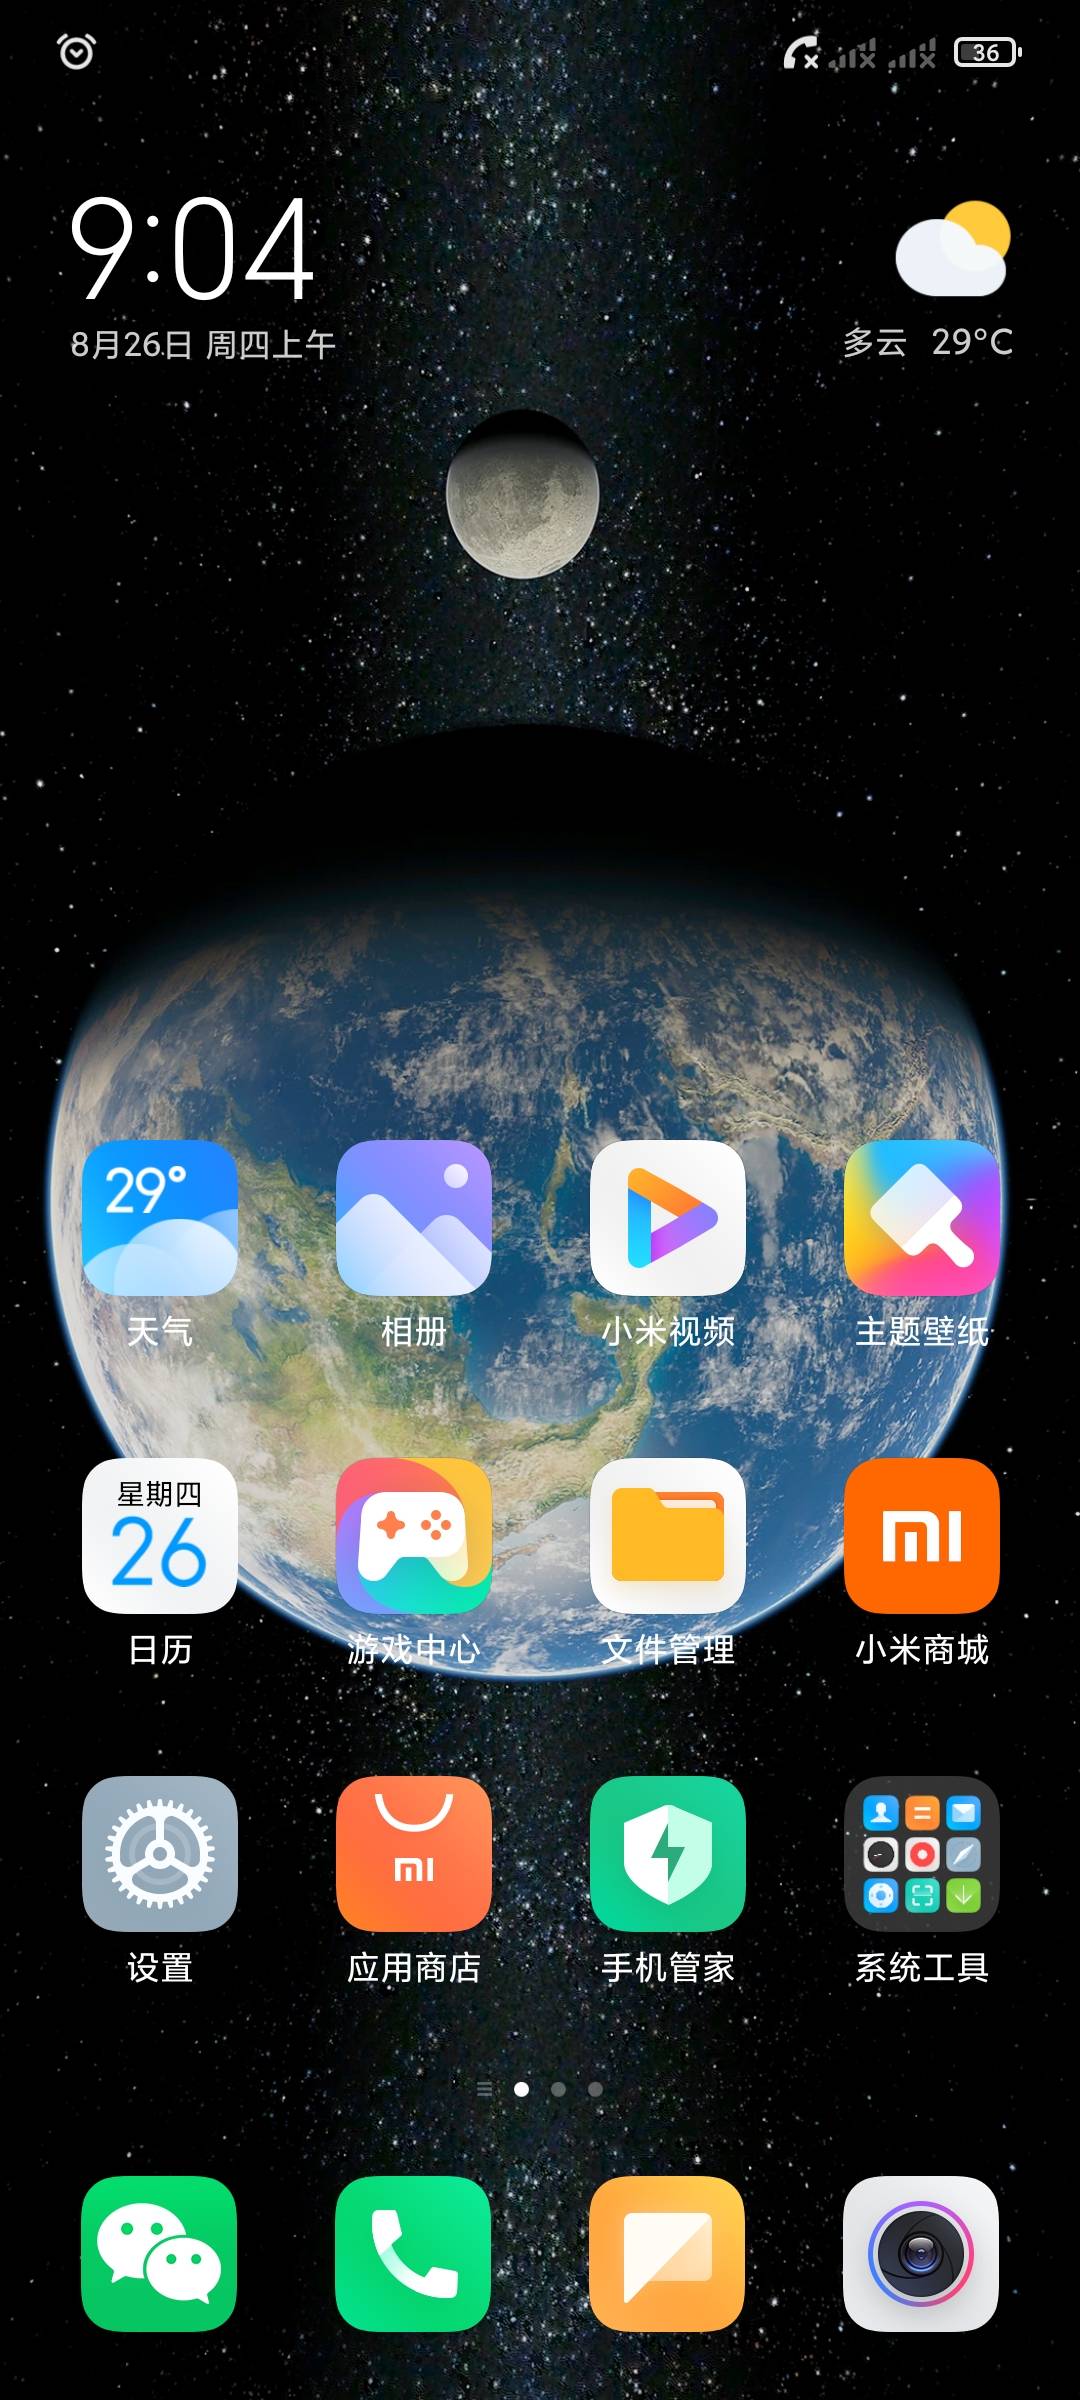 36
9:04
8月26日 周四上午
多云 29°C
29°
天气
相册
小米视频
主题壁纸
星期四
26
mi
日历
游戏中心
文件管理
小米商城
mi
设置
应用商店
手机管家
系统工具